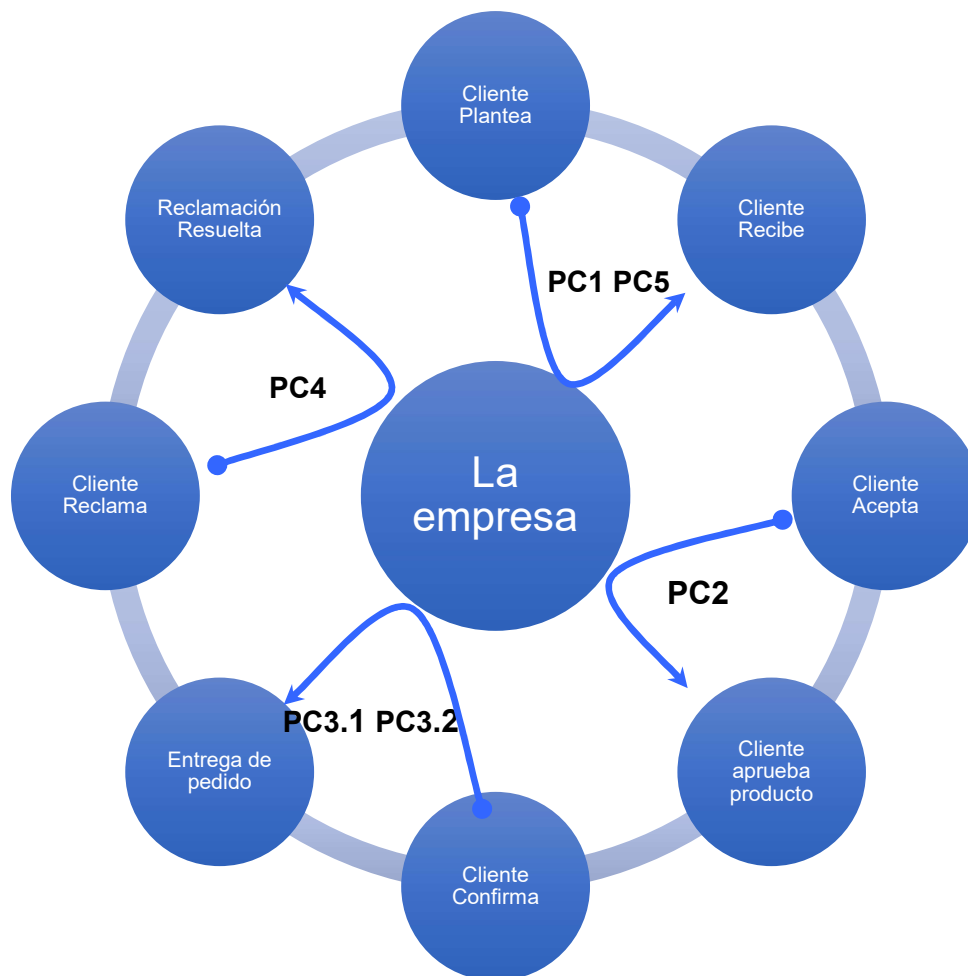 Cliente
Plantea
Reclamación
Resuelta
Cliente
Recibe
PC1 PC5
PC4
La
empresa
Cliente
Reclama
Cliente
Acepta
PC2
PC3.1 PC3.2
Entrega de
pedido
Cliente
aprueba
producto
Cliente
Confirma